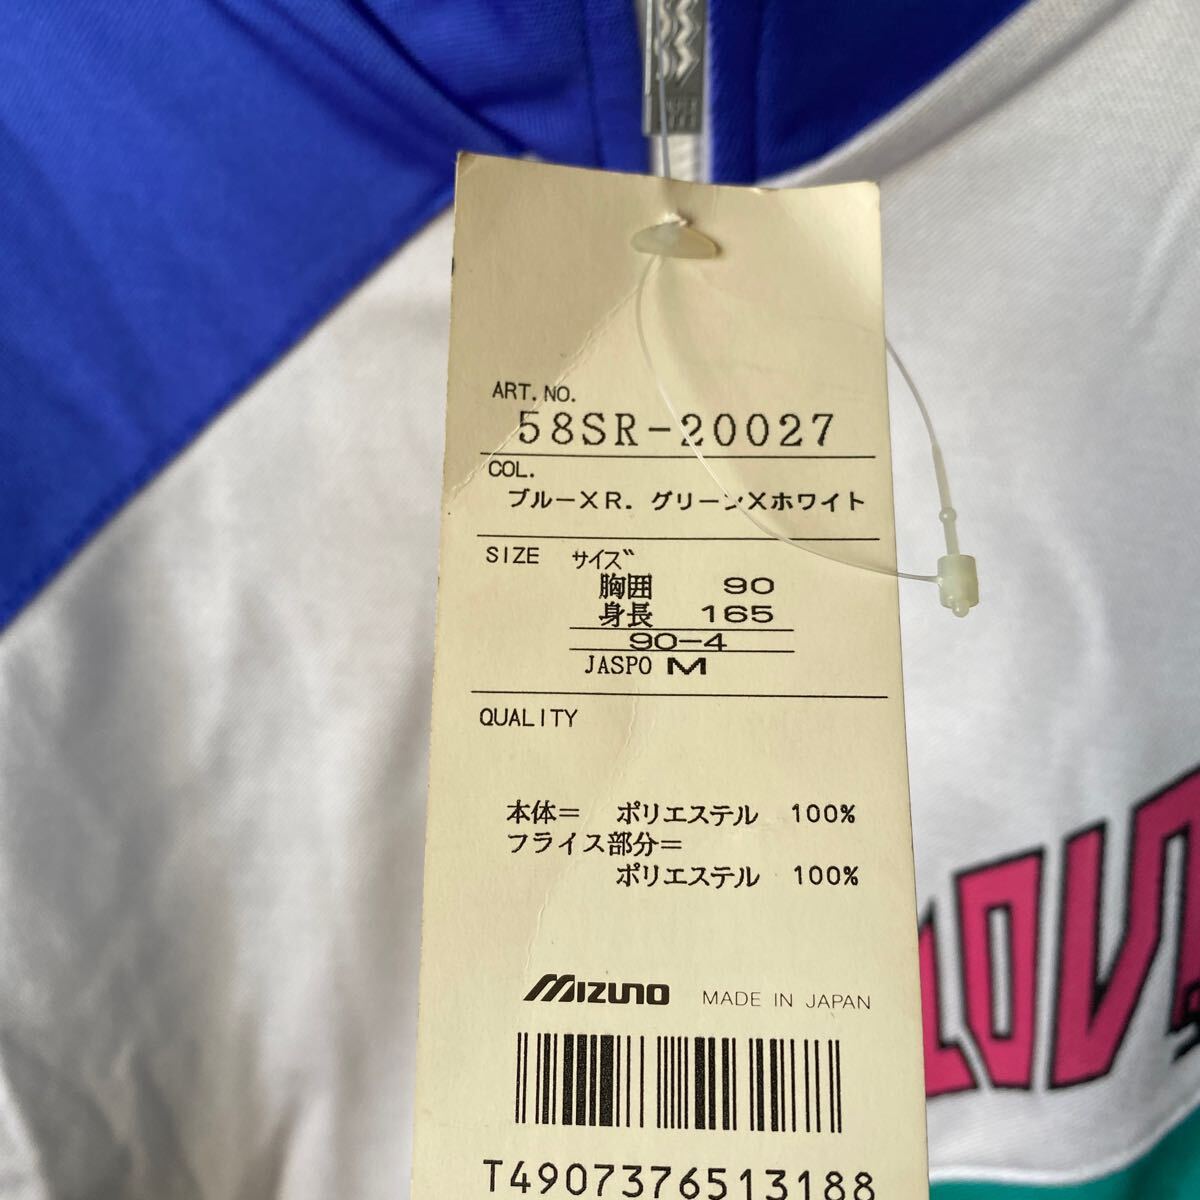 ART.NO.
58SR-20027
COL.
ブルー×R. グリーン×ホワイト
SIZE サイズ
胸囲 90
身長 165
90-4
JASPO M
QUALITY
本体＝ ポリエステル 100%
フライス部分＝
ポリエステル 100%
MIZUNO MADE IN JAPAN
T4907376513188